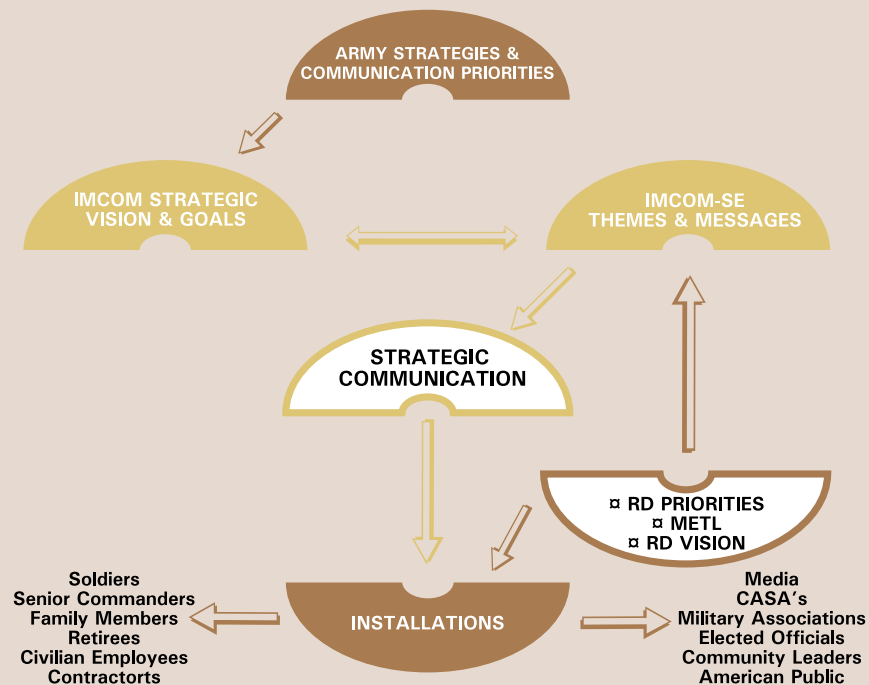 ARMY STRATEGIES &
COMMUNICATION PRIORITIES
IMCOM STRATEGIC
VISION & GOALS
IMCOM-SE
THEMES & MESSAGES
STRATEGIC
COMMUNICATION
¤ RD PRIORITIES
¤ METL
¤ RD VISION
INSTALLATIONS
Soldiers
Senior Commanders
Family Members
Retirees
Civilian Employees
Contractorts
Media
CASA's
Military Associations
Elected Officials
Community Leaders
American Public